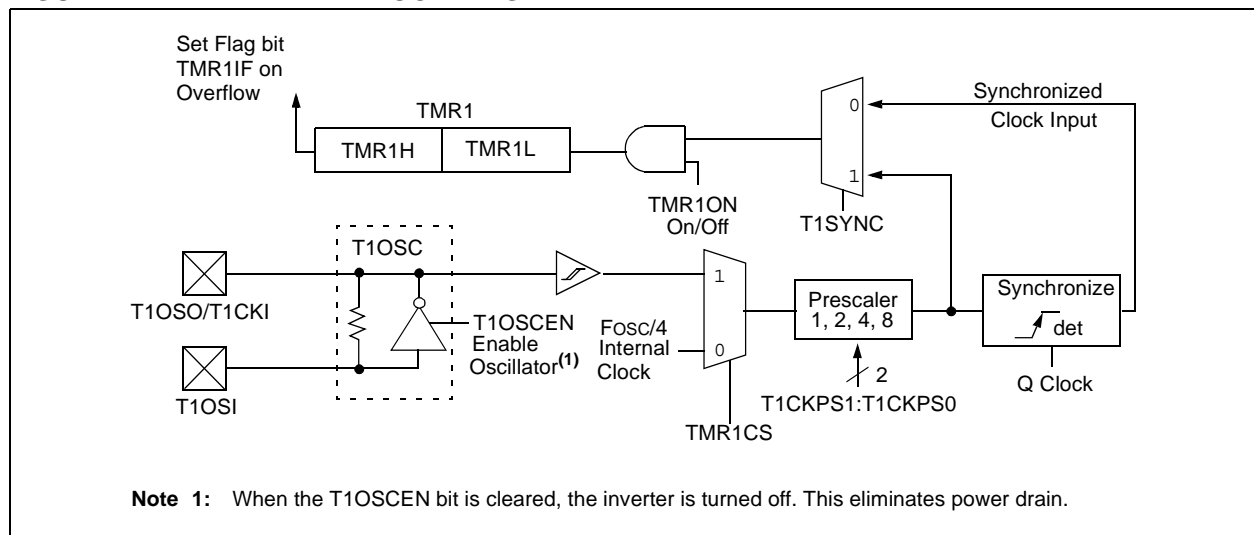 Set Flag bit
TMR1IF on
Overflow
TMR1
TMR1H
TMR1L
TMR1ON
On/Off
0
1
T1SYNC
Synchronized
Clock Input
T1OSC
T1OSO/T1CKI
T1OSI
T1OSCEN
Enable
Oscillator(1)
FOSC/4
Internal
Clock
1
0
TMR1CS
Prescaler
1, 2, 4, 8
2
T1CKPS1:T1CKPS0
Synchronize
det
Q Clock
Note 1: When the T1OSCEN bit is cleared, the inverter is turned off. This eliminates power drain.